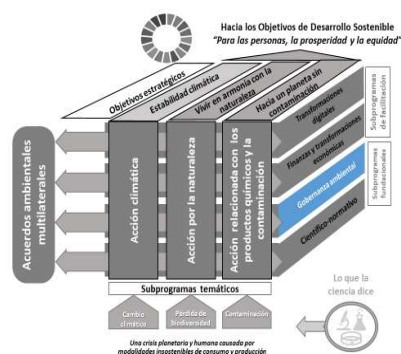 Hacia los Objetivos de Desarrollo Sostenible
“Para las personas, la prosperidad y la equidad”
Objetivos estratégicos
Estabilidad climática
Vivir en armonía con la
naturaleza
Hacia un planeta sin
contaminación
Transformaciones
digitales
Finanzas y transformaciones
económicas
Gobernanza ambiental
Científico-normativo
Subprogramas
de facilitación
Subprogramas
fundacionales
Acuerdos ambientales
multilaterales
Acción climática
Acción por la naturaleza
Acción relacionada con los
productos químicos y la
contaminación
Subprogramas temáticos
Cambio
climático
Pérdida de
biodiversidad
Contaminación
Lo que la
ciencia dice
Una crisis planetaria y humana causada por
modalidades insostenibles de consumo y producción